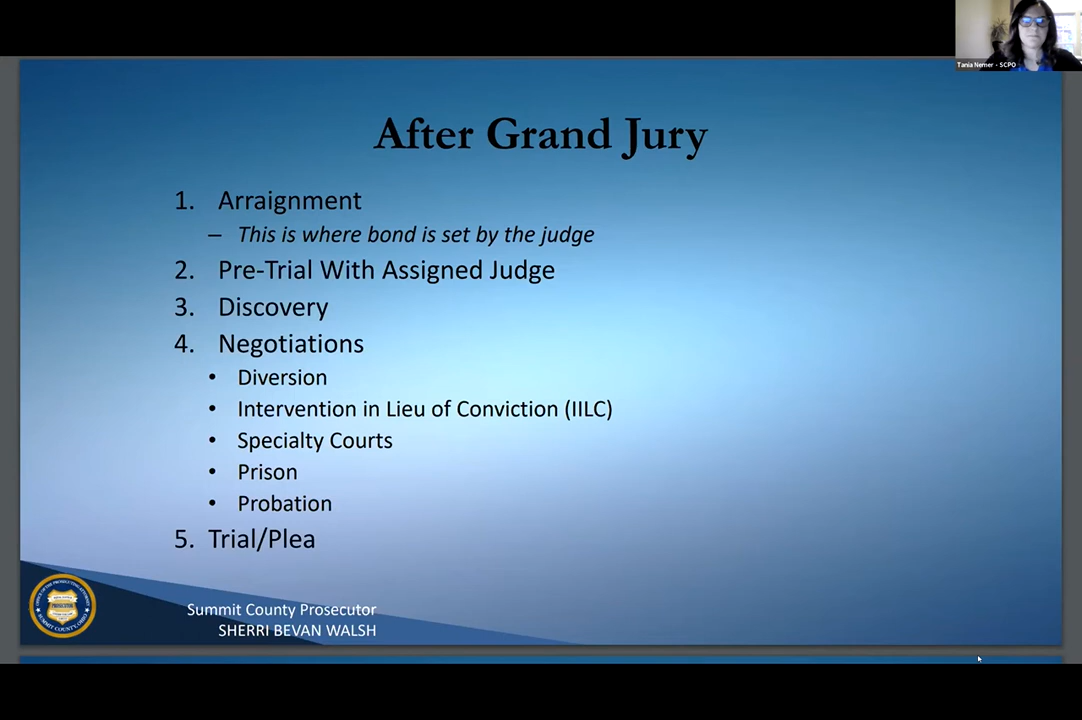 Tania Nemer - SCPO
After Grand Jury
1. Arraignment
– This is where bond is set by the judge
2. Pre-Trial With Assigned Judge
3. Discovery
4. Negotiations
• Diversion
• Intervention in Lieu of Conviction (IILC)
• Specialty Courts
• Prison
• Probation
5. Trial/Plea
Summit County Prosecutor
SHERRI BEVAN WALSH